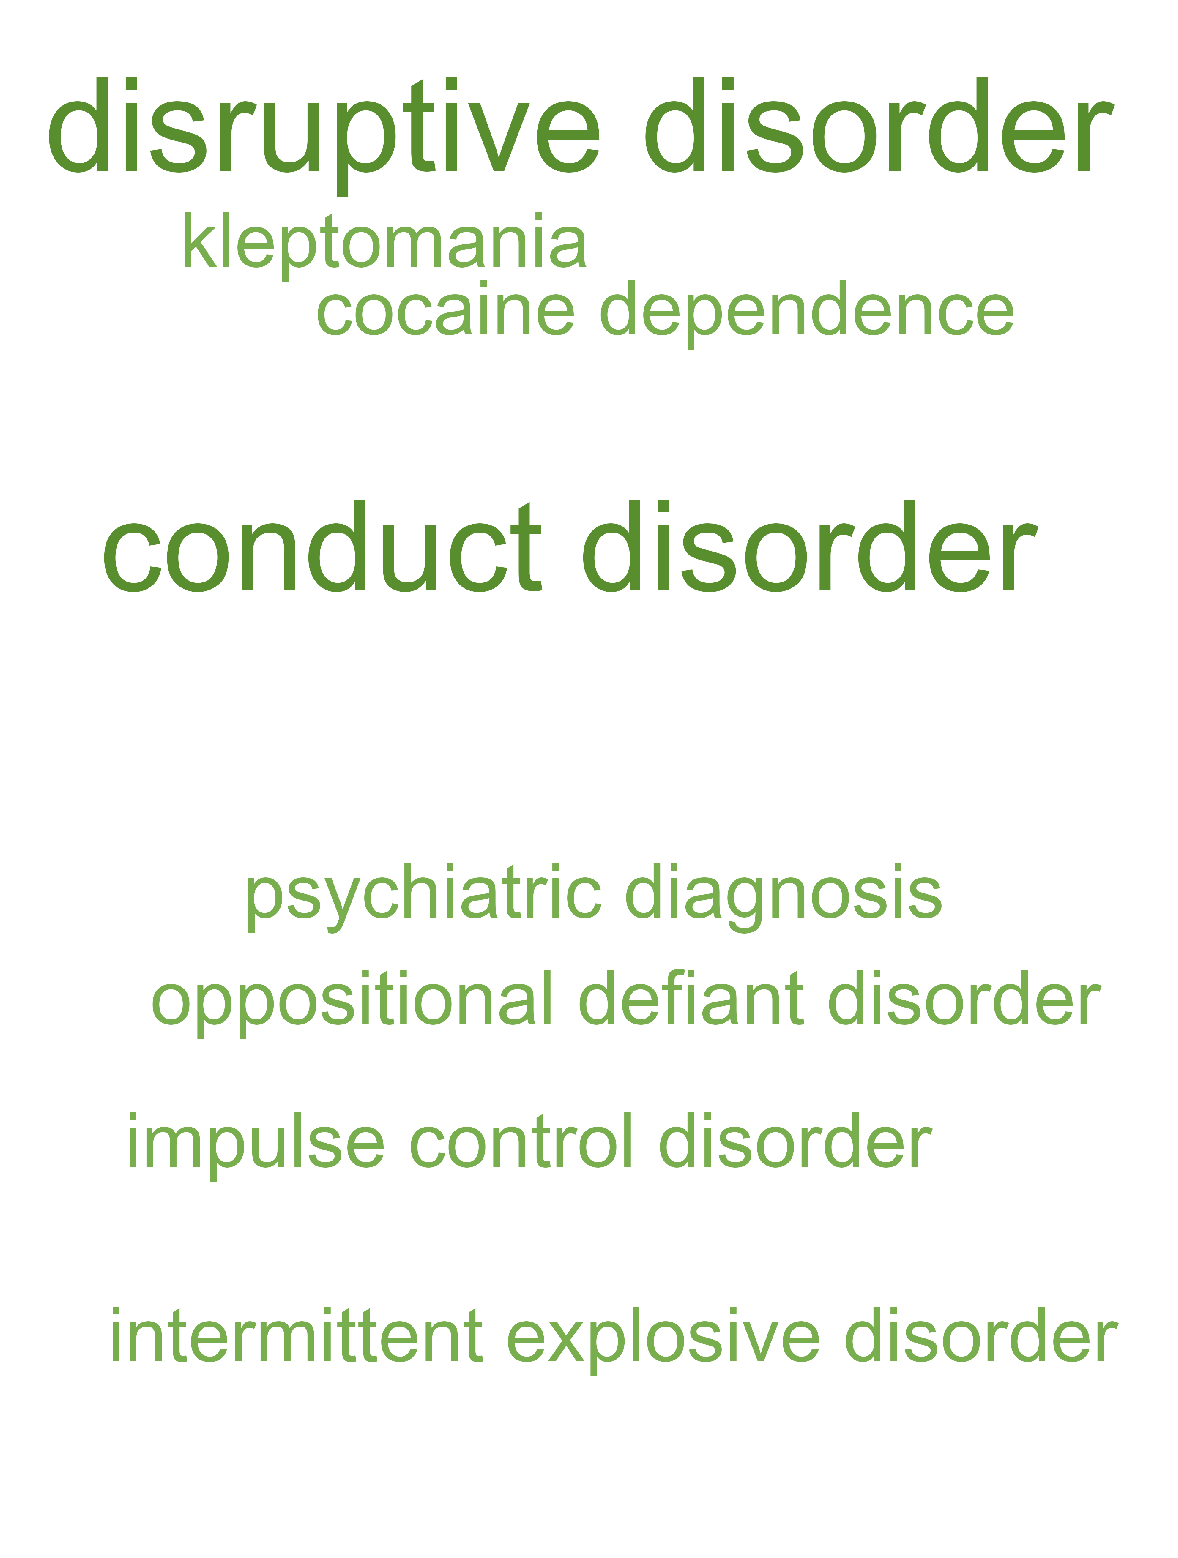 disruptive disorder
kleptomania
cocaine dependence
conduct disorder
psychiatric diagnosis
oppositional defiant disorder
impulse control disorder
intermittent explosive disorder